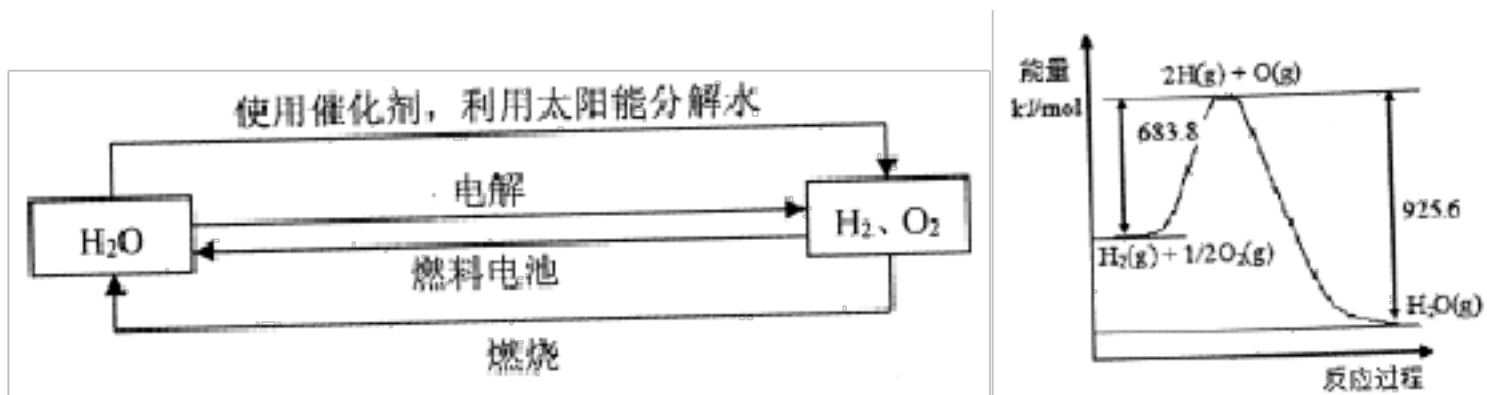 使用催化剂，利用太阳能分解水
电解
H₂O
H₂、O₂
燃料电池
燃烧
能量
kJ/mol
2H(g) + O(g)
683.8
925.6
H₂(g) + 1/2O₂(g)
H₂O(g)
反应过程